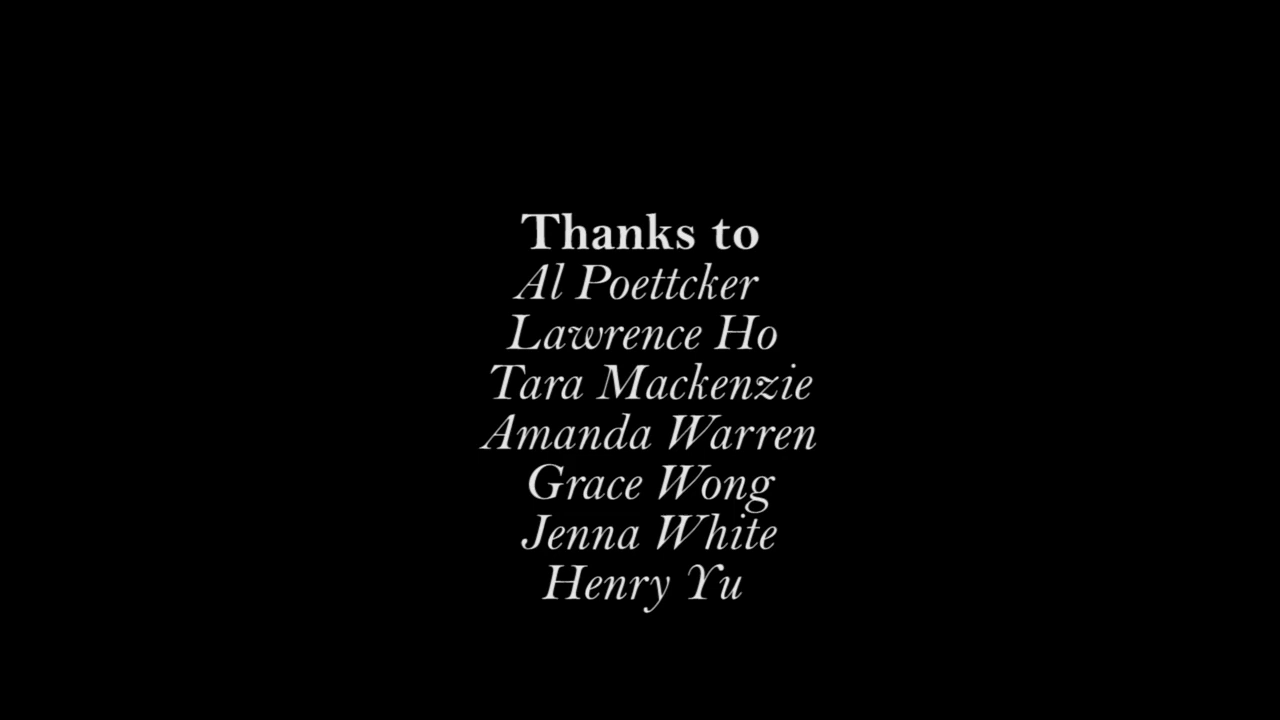 Thanks to
Al Poettcker
Lawrence Ho
Tara Mackenzie
Amanda Warren
Grace Wong
Jenna White
Henry Yu